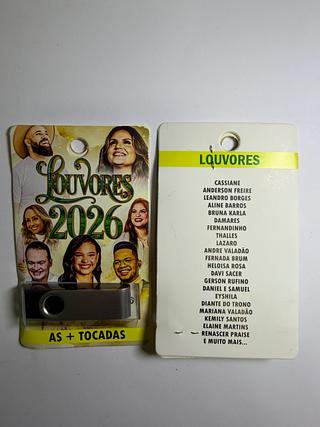 LOUVORES
2026
AS + TOCADAS
LOUVORES
CASSIANE
ANDERSON FREIRE
LEANDRO BORGES
ALINE BARROS
BRUNA KARLA
DAMARES
FERNANDINHO
THALLES
LAZARO
ANDRE VALADÃO
FERNADA BRUM
HELOISA ROSA
DAVI SACER
GERSON RUFINO
DANIEL E SAMUEL
EYSHILA
DIANTE DO TRONO
MARIANA VALADÃO
KEMILY SANTOS
ELAINE MARTINS
RENASCER PRAISE
E MUITO MAIS...